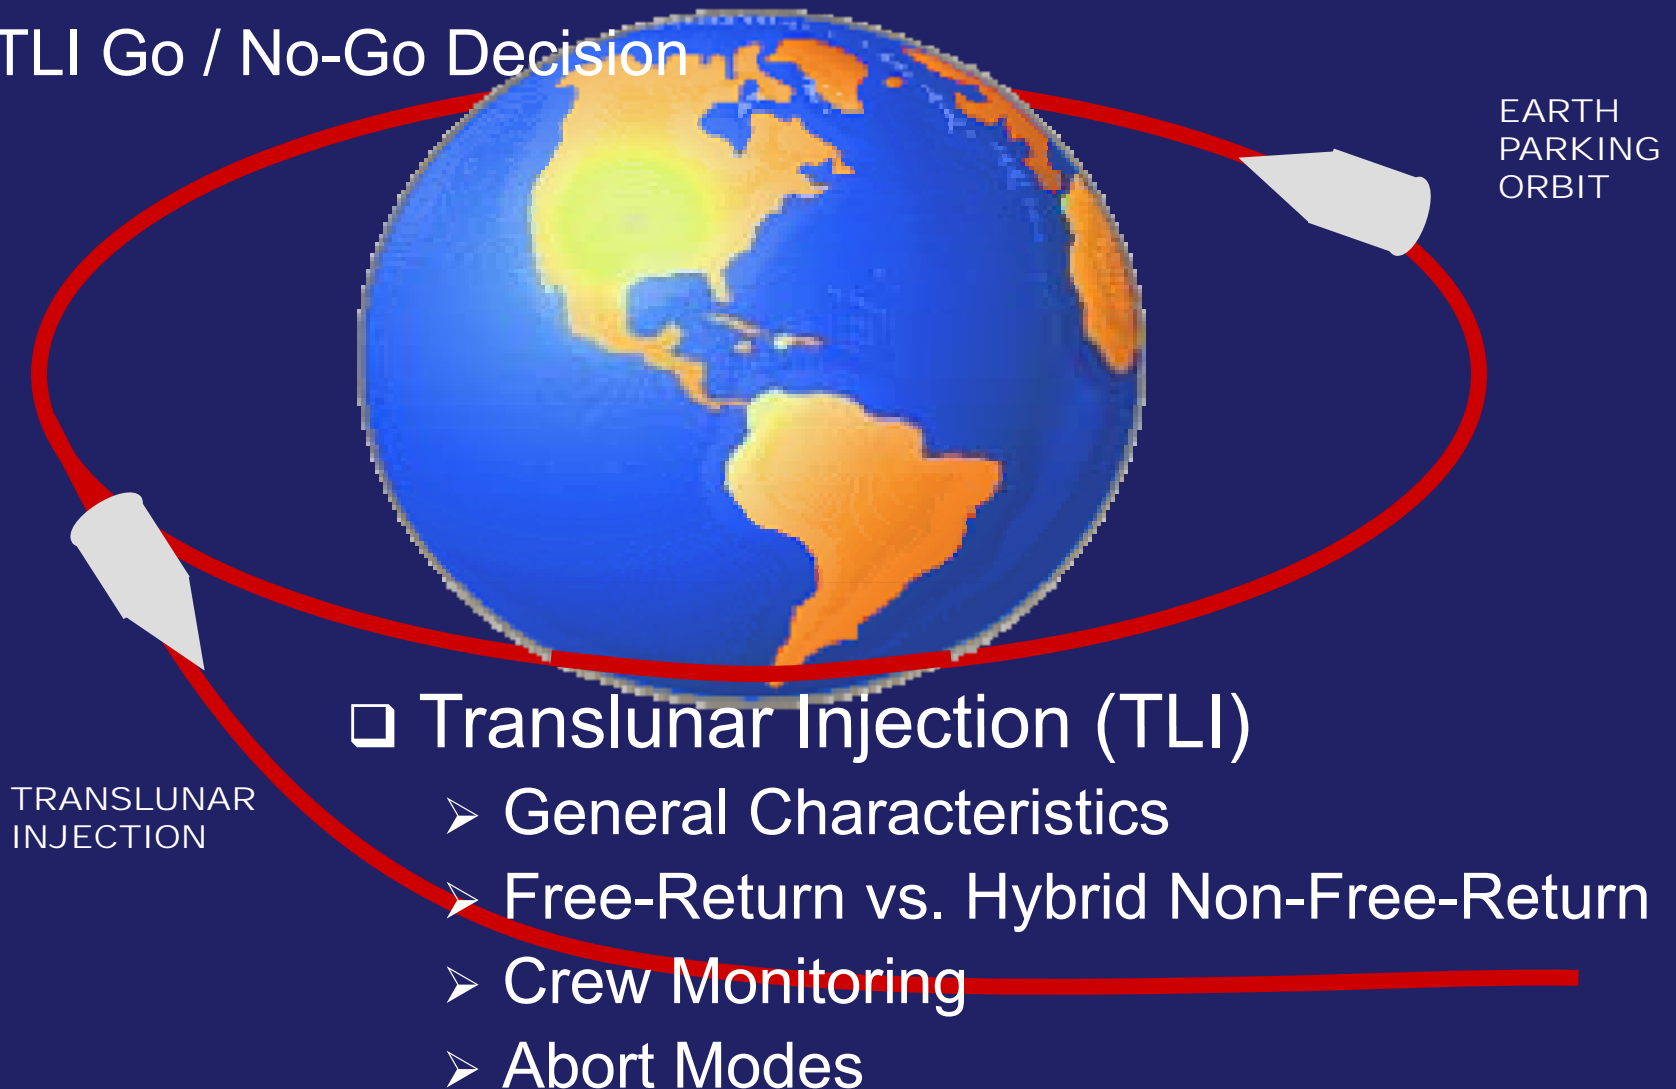 TLI Go / No-Go Decision
EARTH
PARKING
ORBIT
❑ Translunar Injection (TLI)
TRANSLUNAR
INJECTION
➢ General Characteristics
➢ Free-Return vs. Hybrid Non-Free-Return
➢ Crew Monitoring
➢ Abort Modes